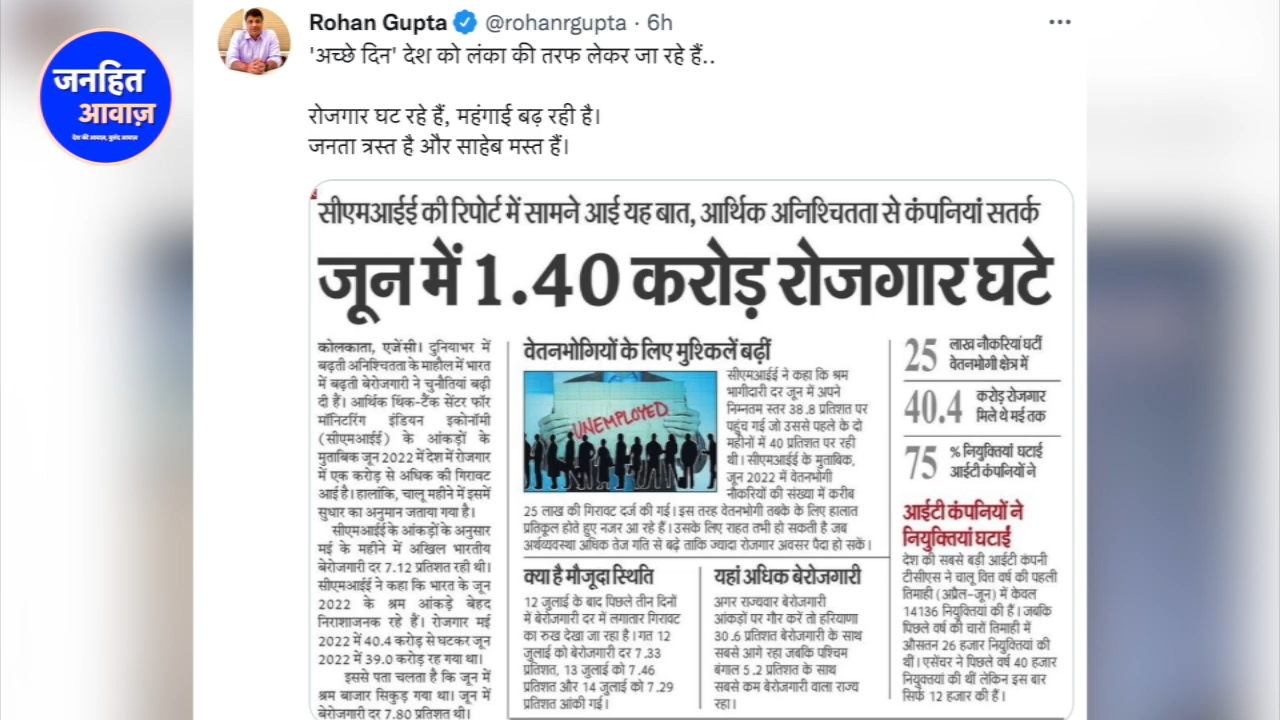 जनहित
आवाज़
देश की आवाज़, बुलंद आवाज़
Rohan Gupta @rohanrgupta · 6h
'अच्छे दिन' देश को लंका की तरफ लेकर जा रहे हैं..
रोजगार घट रहे हैं, महंगाई बढ़ रही है।
जनता त्रस्त है और साहेब मस्त हैं।
सीएमआईई की रिपोर्ट में सामने आई यह बात, आर्थिक अनिश्चितता से कंपनियां सतर्क
जून में 1.40 करोड़ रोजगार घटे
कोलकाता, एजेंसी। दुनियाभर में
बढ़ती अनिश्चितता के माहौल में भारत
में बढ़ती बेरोजगारी ने चुनौतियां बढ़ी
दी हैं। आर्थिक थिंक-टैंक सेंटर फॉर
मॉनिटरिंग इंडियन इकोनॉमी
(सीएमआईई) के आंकड़ों के
मुताबिक जून 2022 में देश में रोजगार
में एक करोड़ से अधिक की गिरावट
आई है। हालांकि, चालू महीने में इसमें
सुधार का अनुमान जताया गया है।
सीएमआईई के आंकड़ों के अनुसार
मई के महीने में अखिल भारतीय
बेरोजगारी दर 7.12 प्रतिशत रही थी।
सीएमआईई ने कहा कि भारत के जून
2022 के श्रम आंकड़े बेहद
निराशाजनक रहे हैं। रोजगार मई
2022 में 40.4 करोड़ से घटकर जून
2022 में 39.0 करोड़ रह गया था।
इससे पता चलता है कि जून में
श्रम बाजार सिकुड़ गया था। जून में
बेरोजगारी दर 7.80 प्रतिशत थी।
वेतनभोगियों के लिए मुश्किलें बढ़ीं
UNEMPLOYED
सीएमआईई ने कहा कि श्रम
भागीदारी दर जून में अपने
निम्नतम स्तर 38.8 प्रतिशत पर
पहुंच गई जो उससे पहले के दो
महीनों में 40 प्रतिशत पर रही
थी। सीएमआईई के मुताबिक,
जून 2022 में वेतनभोगी
नौकरियों की संख्या में करीब
25 लाख की गिरावट दर्ज की गई। इस तरह वेतनभोगी तबके के लिए हालात
प्रतिकूल होते हुए नजर आ रहे हैं। उसके लिए राहत तभी हो सकती है जब
अर्थव्यवस्था अधिक तेज गति से बढ़े ताकि ज्यादा रोजगार अवसर पैदा हो सकें।
क्या है मौजूदा स्थिति
12 जुलाई के बाद पिछले तीन दिनों
में बेरोजगारी दर में लगातार गिरावट
का रुख देखा जा रहा है। गत 12
जुलाई को बेरोजगारी दर 7.33
प्रतिशत, 13 जुलाई को 7.46
प्रतिशत और 14 जुलाई को 7.29
प्रतिशत आंकी गई।
यहां अधिक बेरोजगारी
अगर राज्यवार बेरोजगारी
आंकड़ों पर गौर करें तो हरियाणा
30.6 प्रतिशत बेरोजगारी के साथ
सबसे आगे रहा जबकि पश्चिम
बंगाल 5.2 प्रतिशत के साथ
सबसे कम बेरोजगारी वाला राज्य
रहा।
25 लाख नौकरियां घटीं
वेतनभोगी क्षेत्र में
40.4 करोड़ रोजगार
मिले थे मई तक
75 % नियुक्तियां घटाई
आईटी कंपनियों ने
आईटी कंपनियों ने
नियुक्तियां घटाईं
देश की सबसे बड़ी आईटी कंपनी
टीसीएस ने चालू वित्त वर्ष की पहली
तिमाही (अप्रैल-जून) में केवल
14136 नियुक्तियां की हैं। जबकि
पिछले वर्ष की चारों तिमाही में
औसतन 26 हजार नियुक्तियां की
थीं। एसेंचर ने पिछले वर्ष 40 हजार
नियुक्तियां की थीं लेकिन इस बार
सिर्फ 12 हजार की हैं।